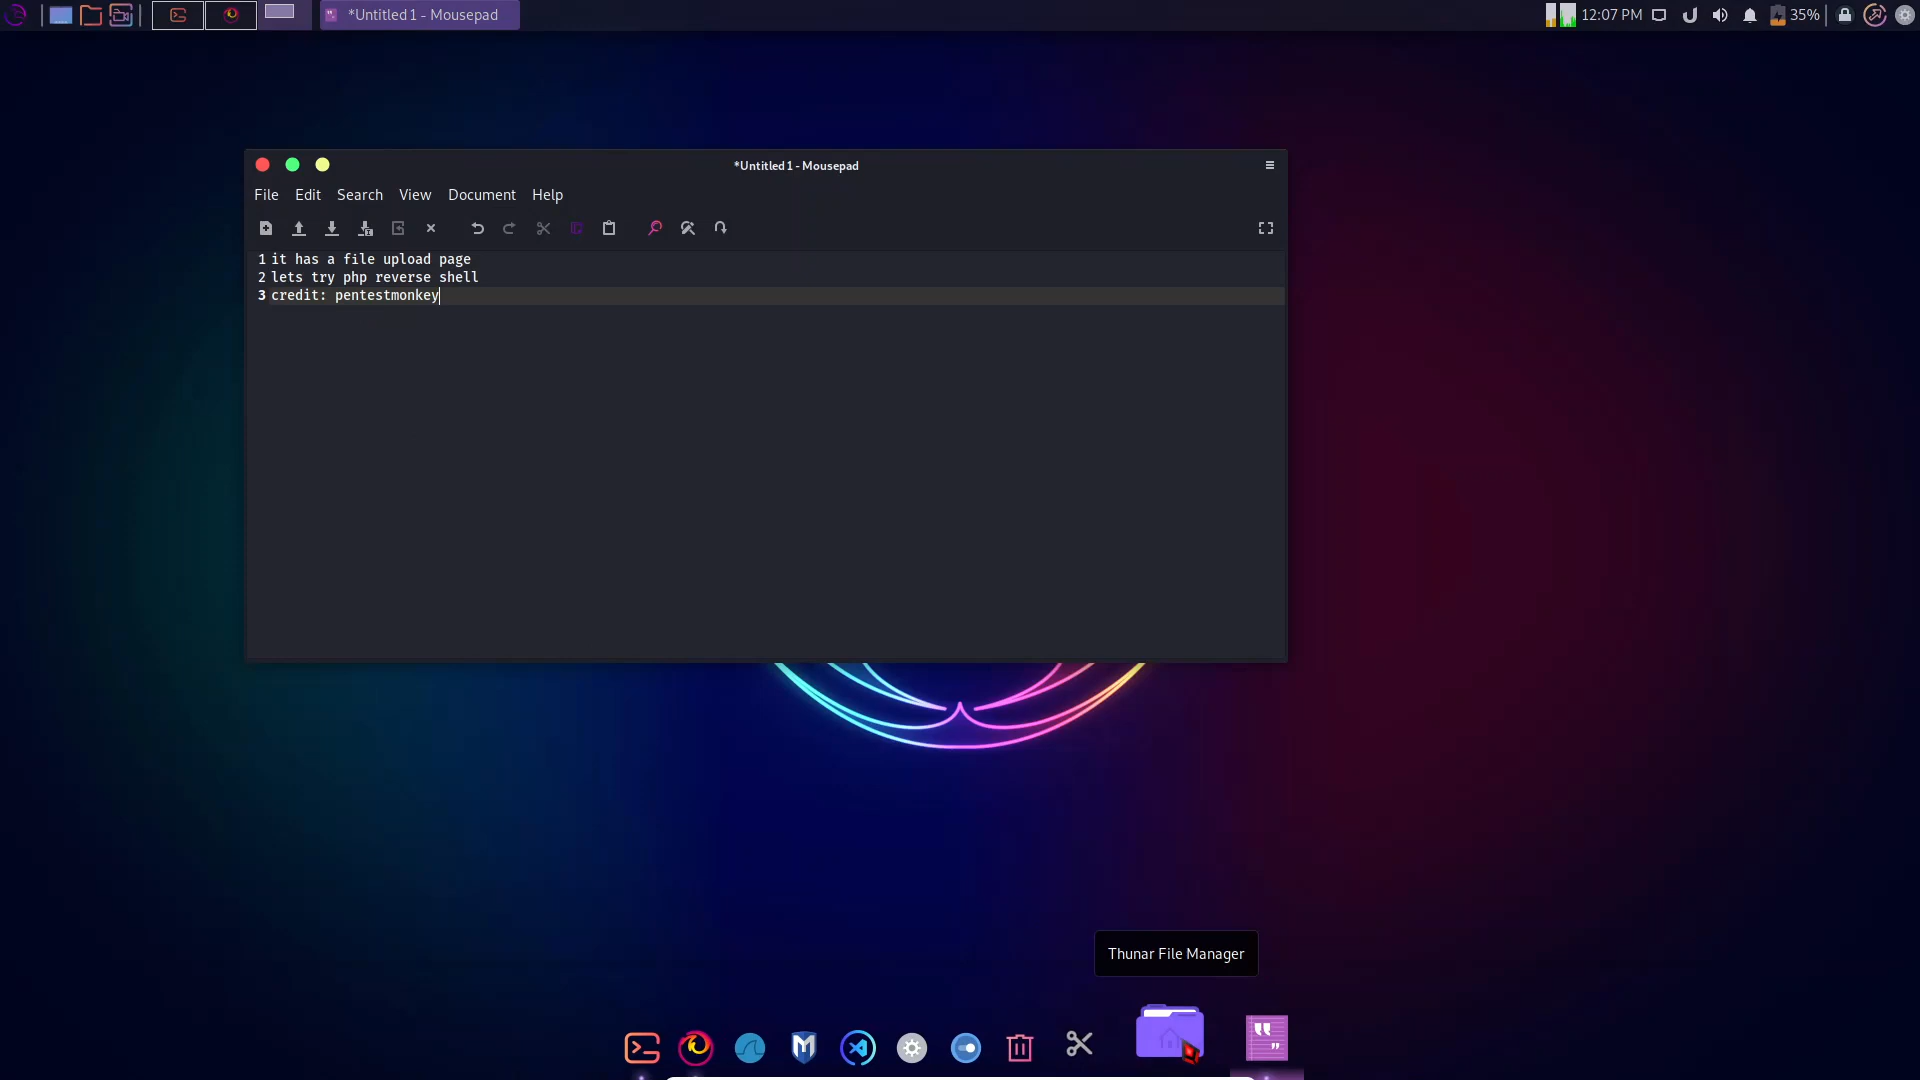 *Untitled 1 - Mousepad
12:07 PM
35%
*Untitled 1 - Mousepad
File Edit Search View Document Help
1 it has a file upload page
2 lets try php reverse shell
3 credit: pentestmonkey
Thunar File Manager